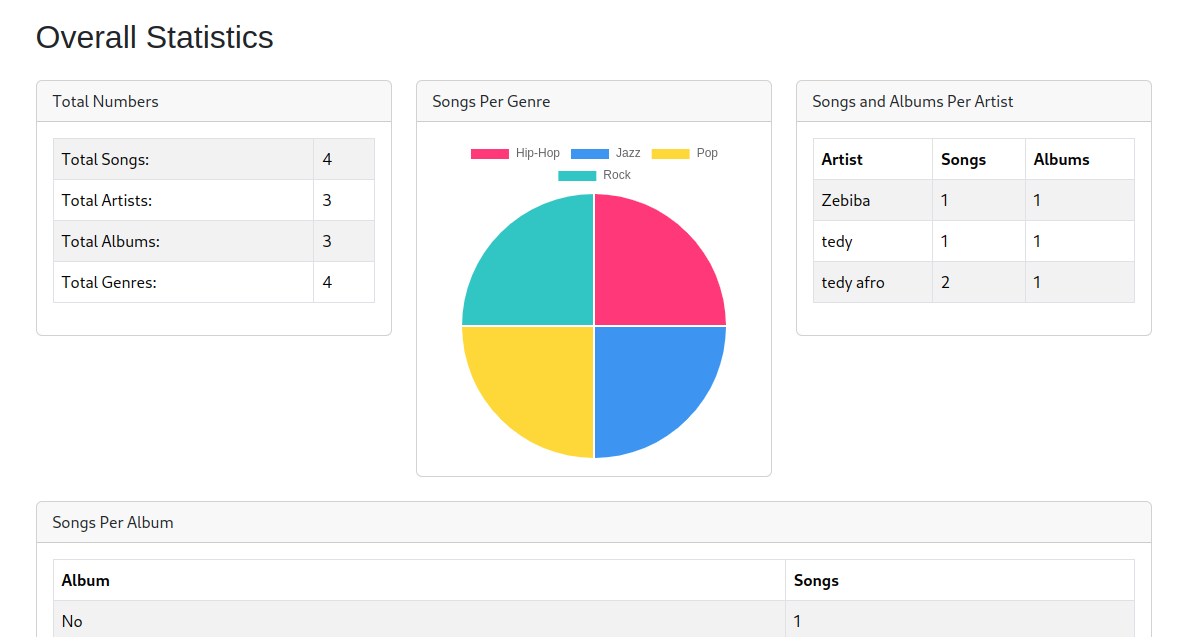 Overall Statistics
Total Numbers
Total Songs: 4
Total Artists: 3
Total Albums: 3
Total Genres: 4
Songs Per Genre
Hip-Hop Jazz Pop
Rock
Songs and Albums Per Artist
Artist Songs Albums
Zebiba 1 1
tedy 1 1
tedy afro 2 1
Songs Per Album
Album Songs
No 1